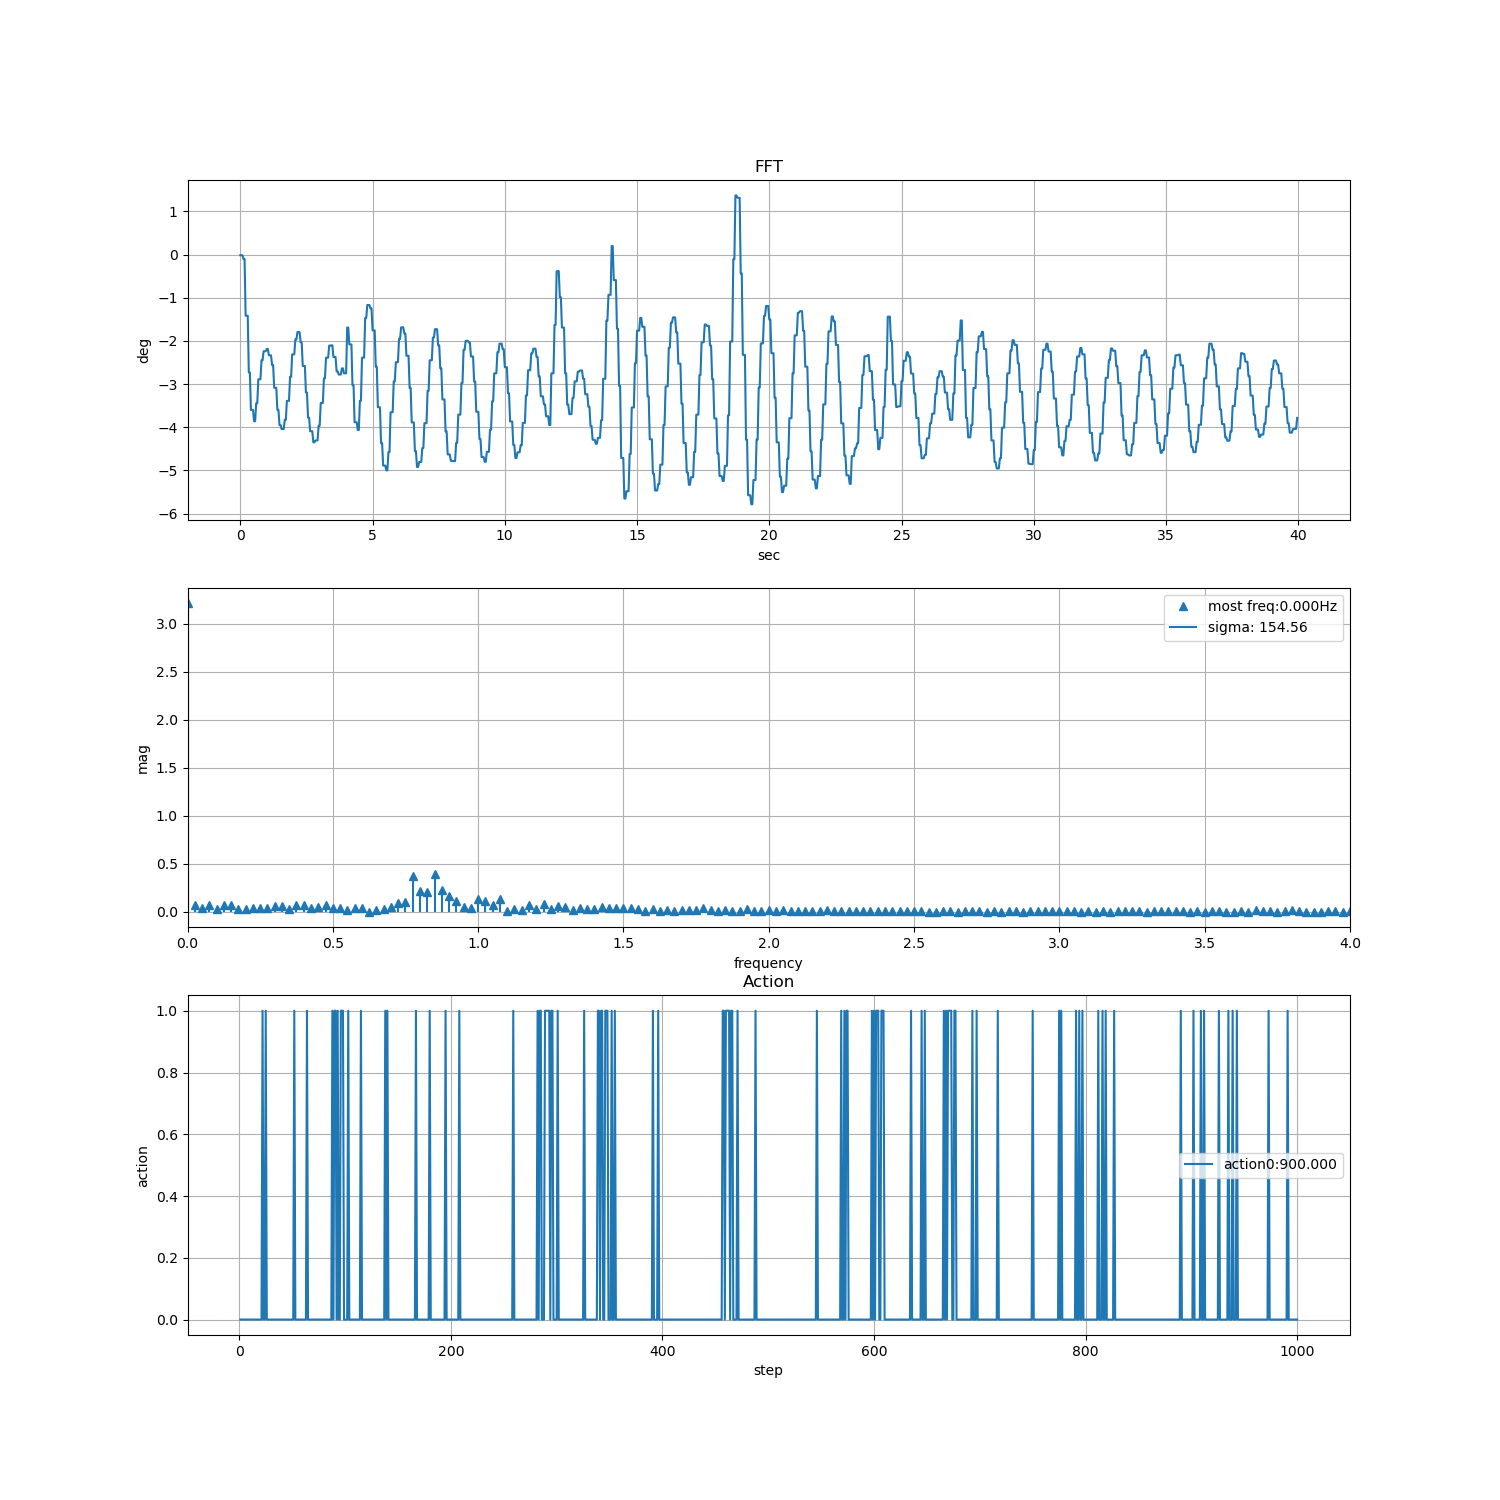 FFT
1
0
−1
−2
−3
−4
−5
−6
deg
0 5 10 15 20 25 30 35 40
sec
most freq:0.000Hz
sigma: 154.56
3.0
2.5
2.0
1.5
1.0
0.5
0.0
mag
0.0 0.5 1.0 1.5 2.0 2.5 3.0 3.5 4.0
frequency
Action
1.0
0.8
0.6
0.4
0.2
0.0
action
action0:900.000
0 200 400 600 800 1000
step